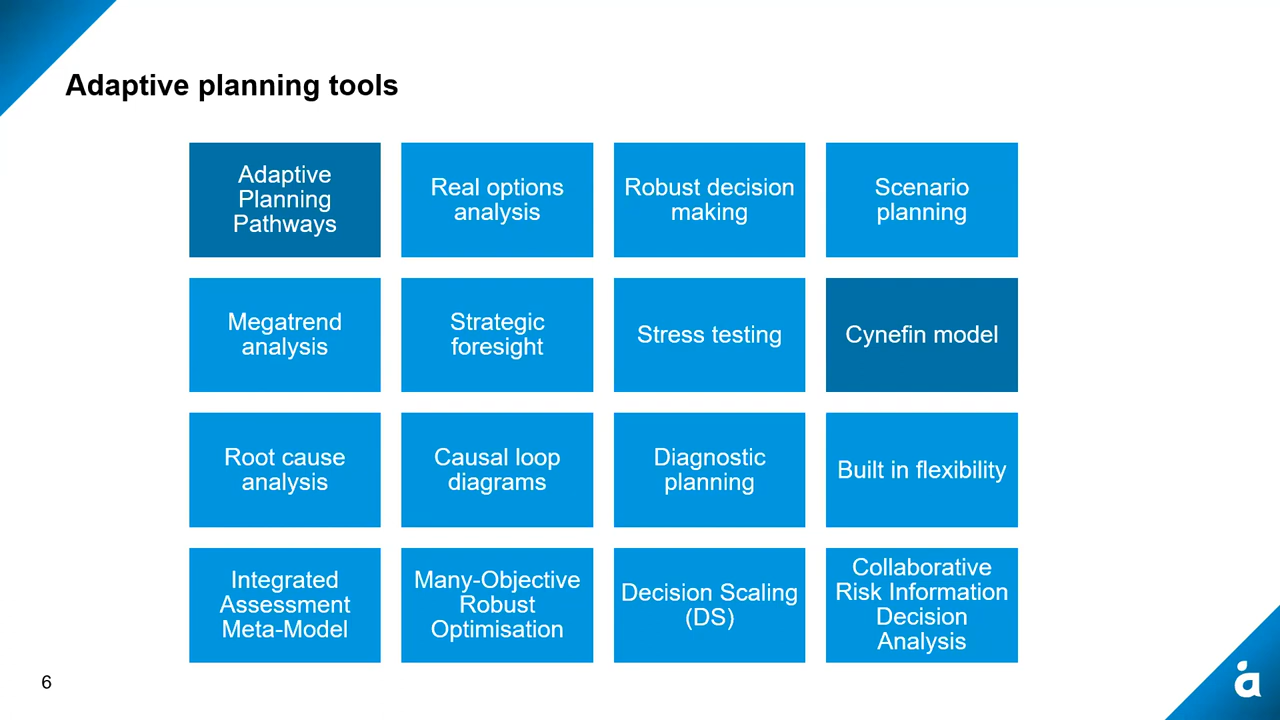 Adaptive planning tools
Adaptive
Planning
Pathways
Real options
analysis
Robust decision
making
Scenario
planning
Megatrend
analysis
Strategic
foresight
Stress testing
Cynefin model
Root cause
analysis
Causal loop
diagrams
Diagnostic
planning
Built in flexibility
Integrated
Assessment
Meta-Model
Many-Objective
Robust
Optimisation
Decision Scaling
(DS)
Collaborative
Risk Information
Decision
Analysis
6